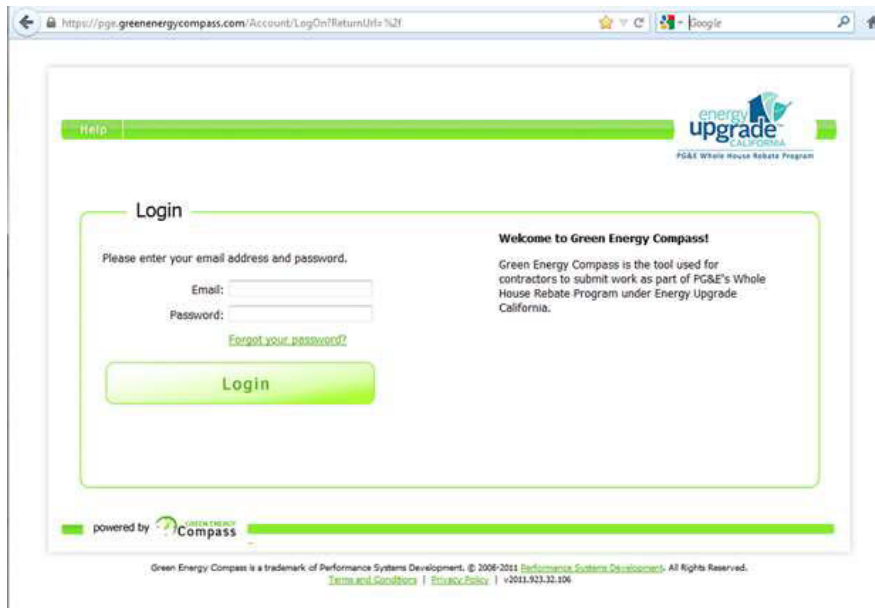 https://pge.greenenergycompass.com/Account/LogOn?ReturnUrl=%2f
Google
Help
energy
upgrade™
CALIFORNIA
PG&E Whole House Rebate Program
Login
Please enter your email address and password.
Email:
Password:
Forgot your password?
Login
Welcome to Green Energy Compass!
Green Energy Compass is the tool used for
contractors to submit work as part of PG&E's Whole
House Rebate Program under Energy Upgrade
California.
powered by GREEN ENERGY
Compass
Green Energy Compass is a trademark of Performance Systems Development. © 2006-2011 Performance Systems Development. All Rights Reserved.
Terms and Conditions | Privacy Policy | v2011.923.32.106